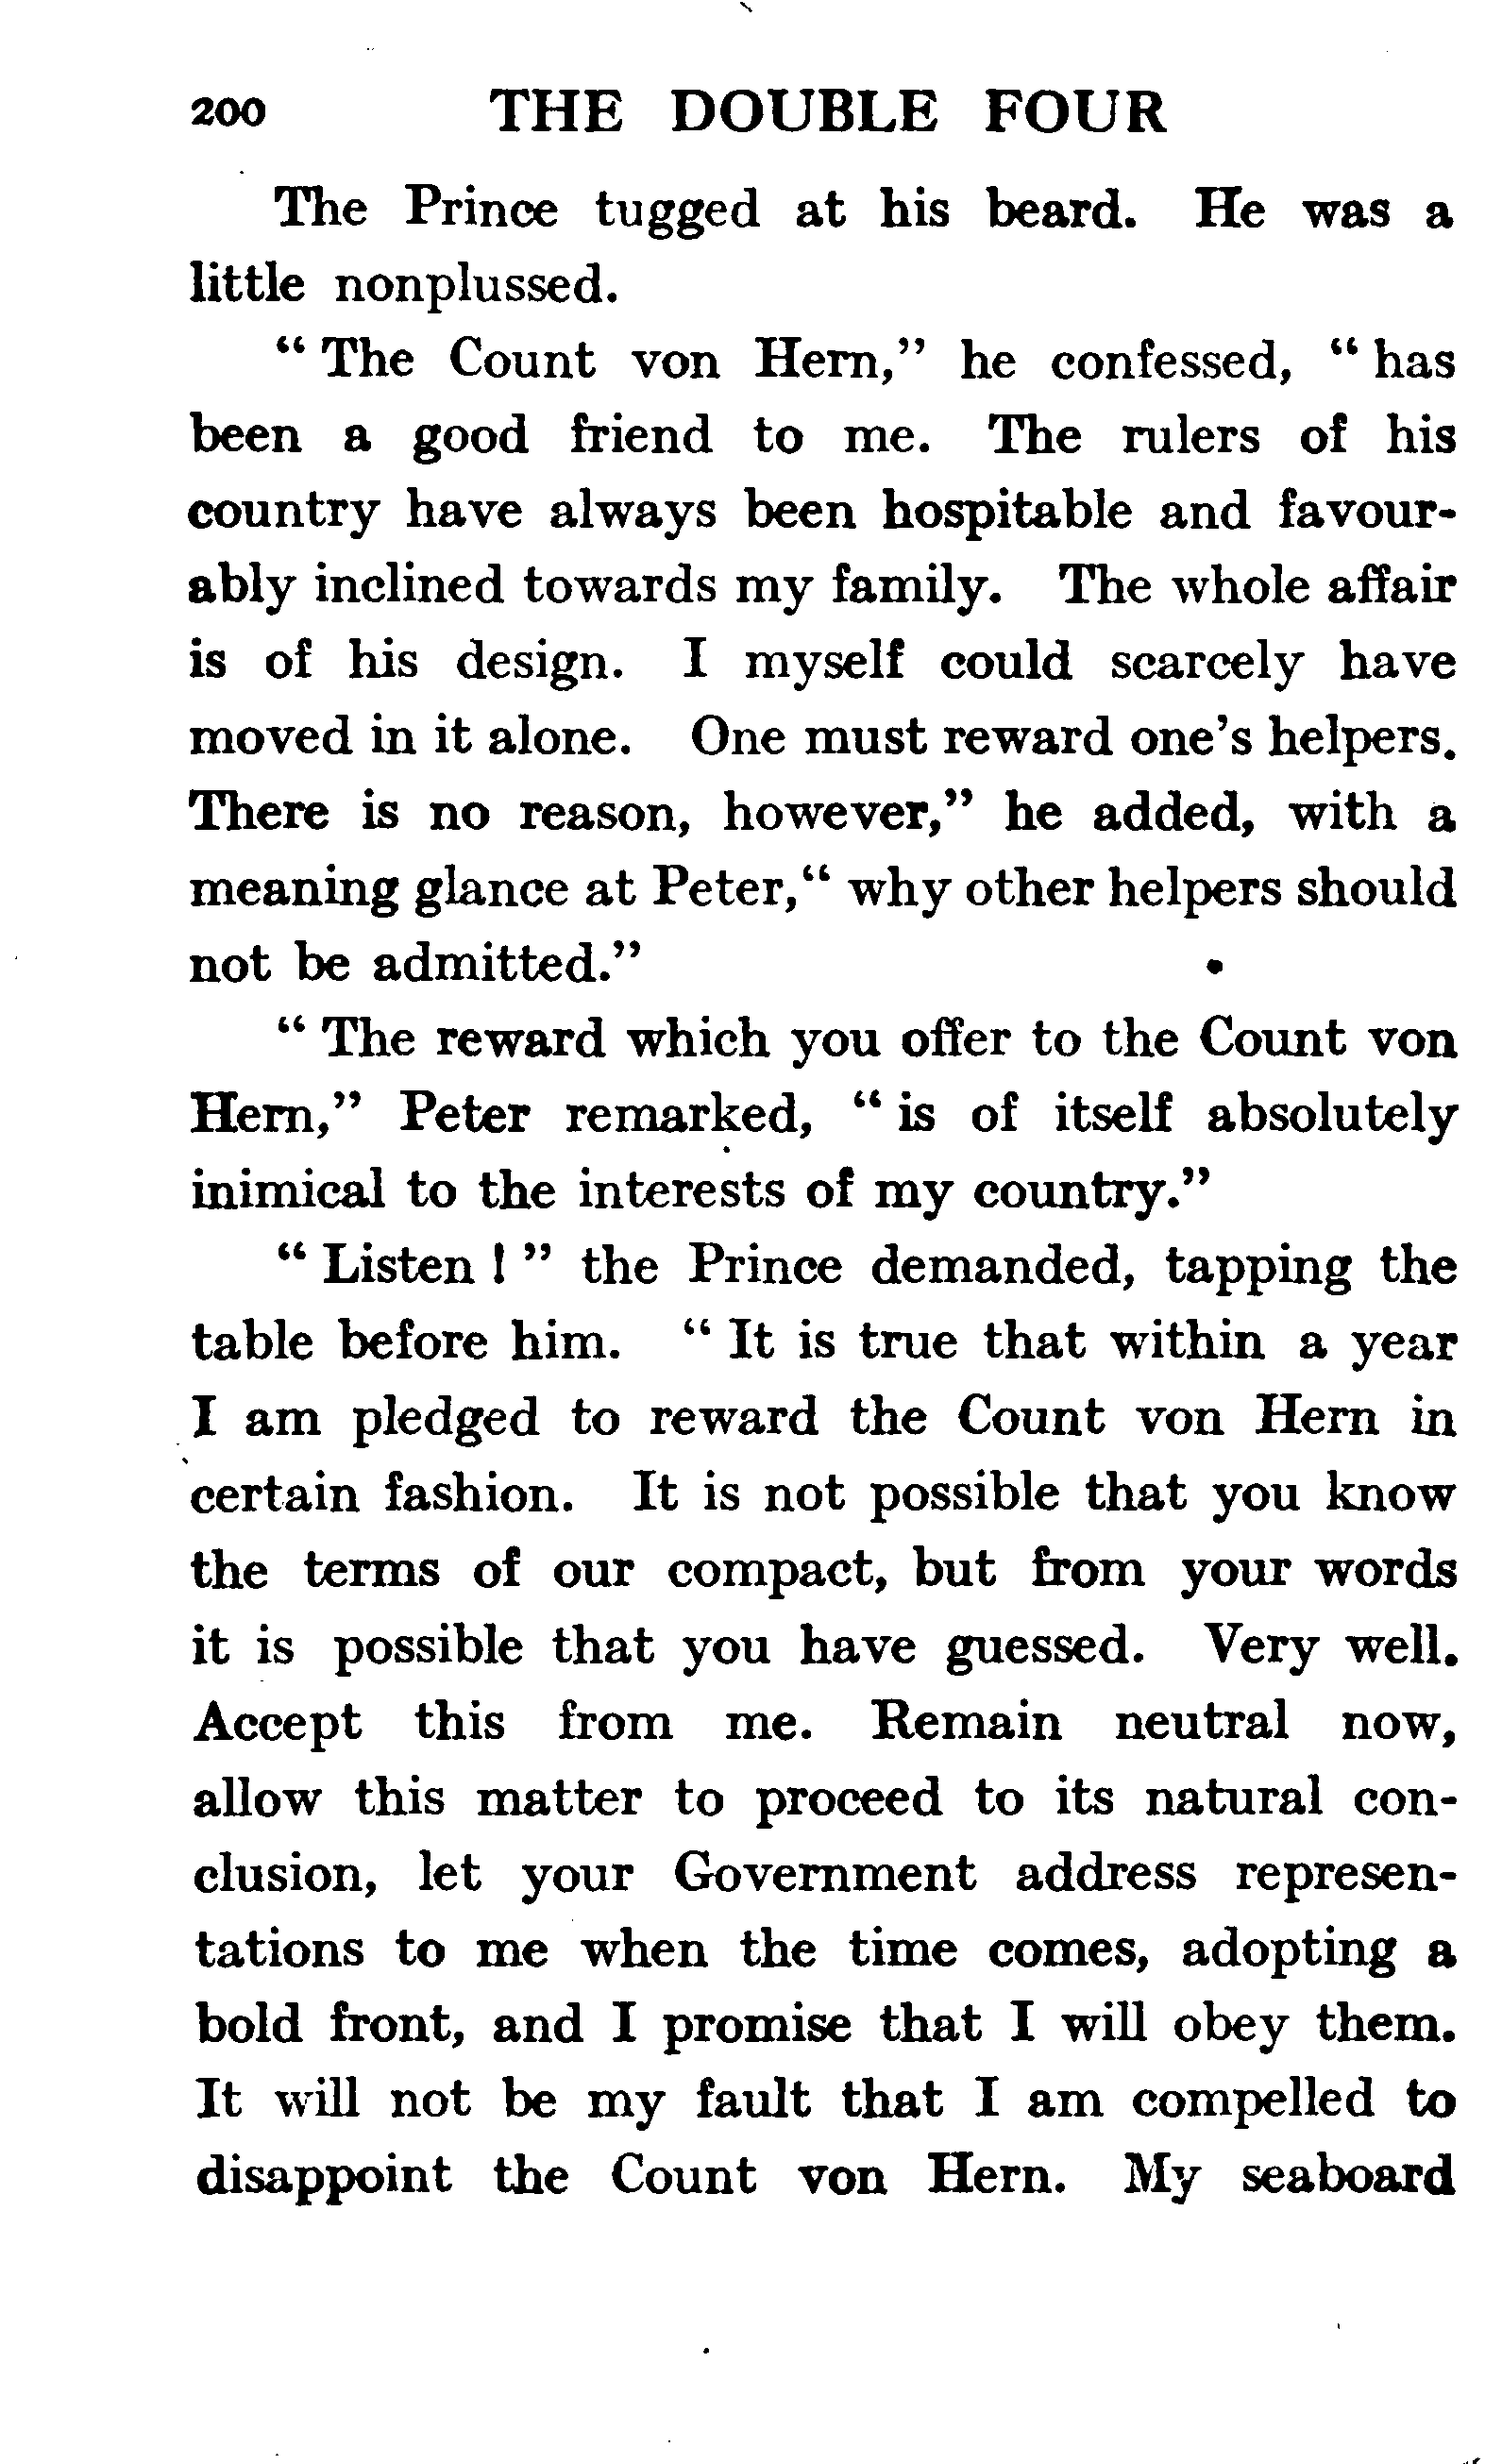 200 THE DOUBLE FOUR
The Prince tugged at his beard. He was a
little nonplussed.
“ The Count von Hern,” he confessed, “ has
been a good friend to me. The rulers of his
country have always been hospitable and favour-
ably inclined towards my family. The whole affair
is of his design. I myself could scarcely have
moved in it alone. One must reward one's helpers.
There is no reason, however,” he added, with a
meaning glance at Peter,“ why other helpers should
not be admitted.”
“ The reward which you offer to the Count von
Hern,” Peter remarked, “ is of itself absolutely
inimical to the interests of my country.”
“ Listen ! ” the Prince demanded, tapping the
table before him. “ It is true that within a year
I am pledged to reward the Count von Hern in
certain fashion. It is not possible that you know
the terms of our compact, but from your words
it is possible that you have guessed. Very well.
Accept this from me. Remain neutral now,
allow this matter to proceed to its natural con-
clusion, let your Government address represen-
tations to me when the time comes, adopting a
bold front, and I promise that I will obey them.
It will not be my fault that I am compelled to
disappoint the Count von Hern. My seaboard